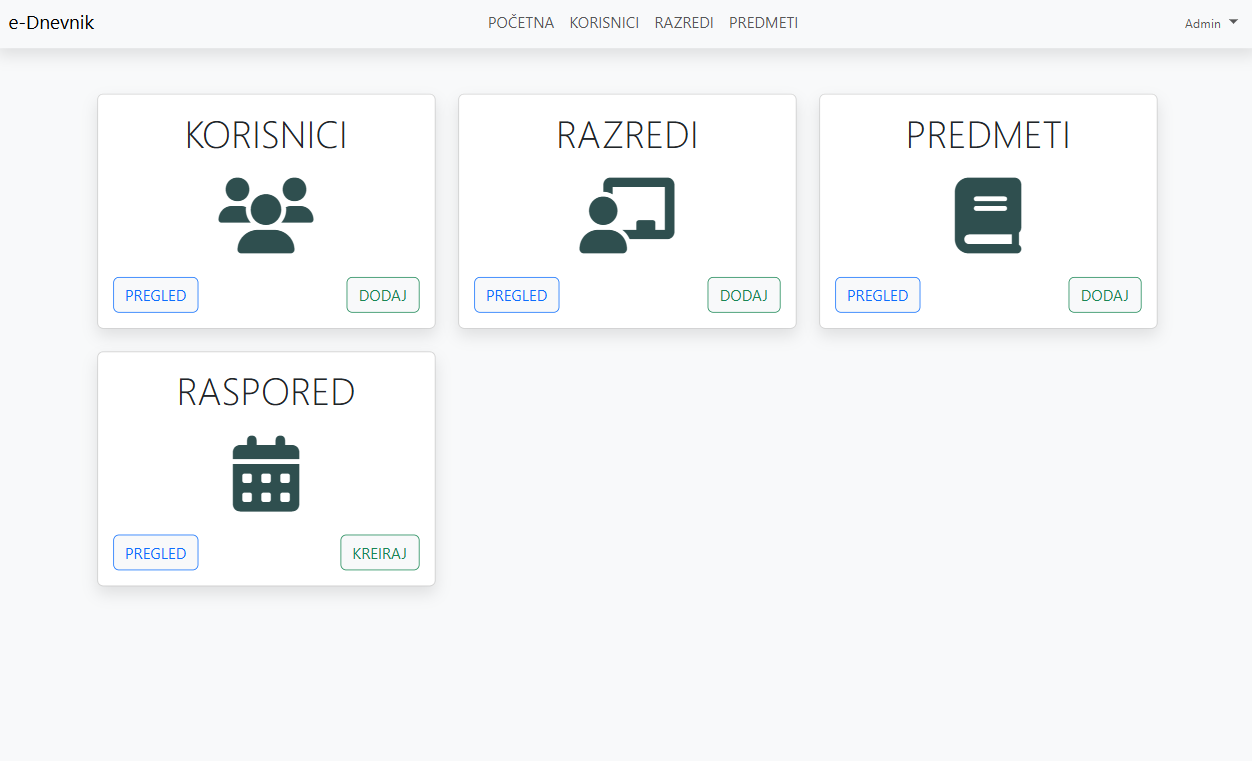 e-Dnevnik POČETNA KORISNICI RAZREDI PREDMETI Admin
KORISNICI RAZREDI PREDMETI
PREGLED DODAJ PREGLED DODAJ PREGLED DODAJ
RASPORED
PREGLED KREIRAJ